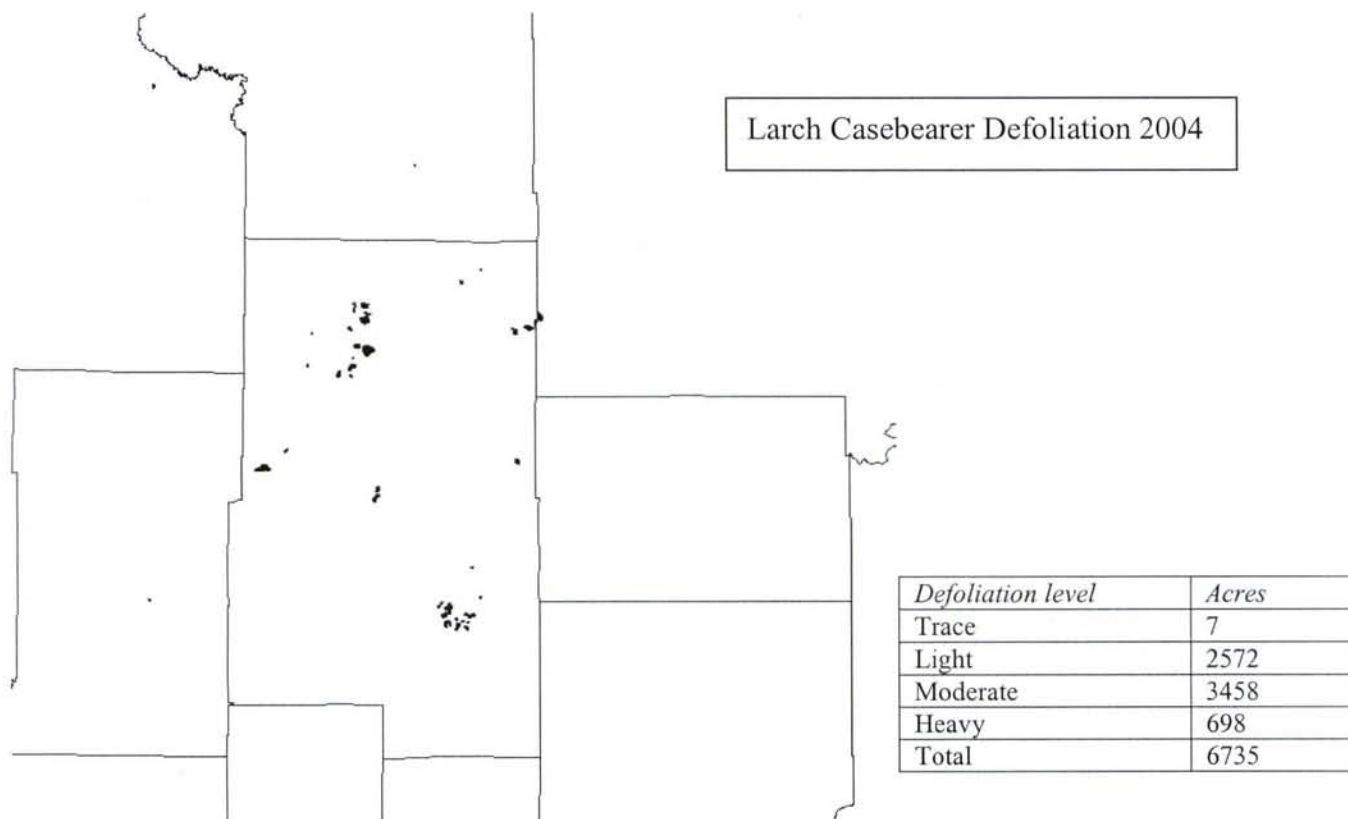 Larch Casebearer Defoliation 2004
Defoliation level Acres
Trace 7
Light 2572
Moderate 3458
Heavy 698
Total 6735